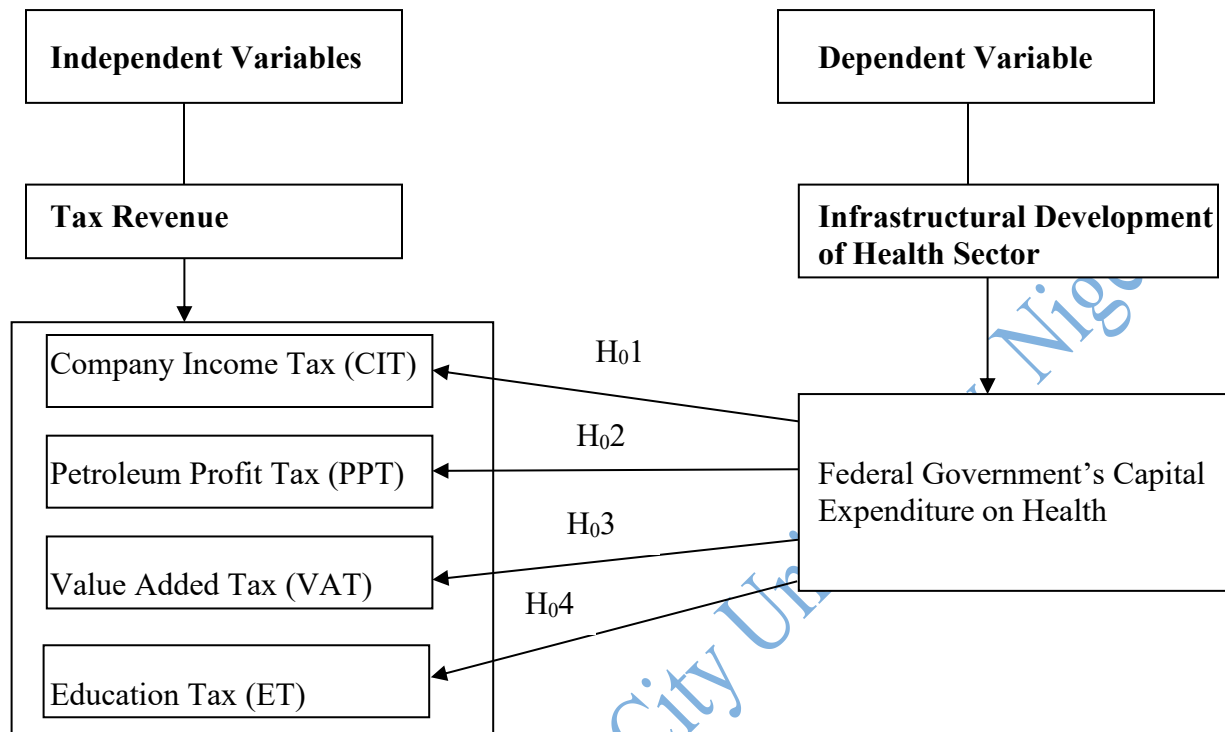 Independent Variables
Dependent Variable
Tax Revenue
Infrastructural Development
of Health Sector
Company Income Tax (CIT)
H₀1
Petroleum Profit Tax (PPT)
H₀2
Federal Government’s Capital
Expenditure on Health
Value Added Tax (VAT)
H₀3
Education Tax (ET)
H₀4
City